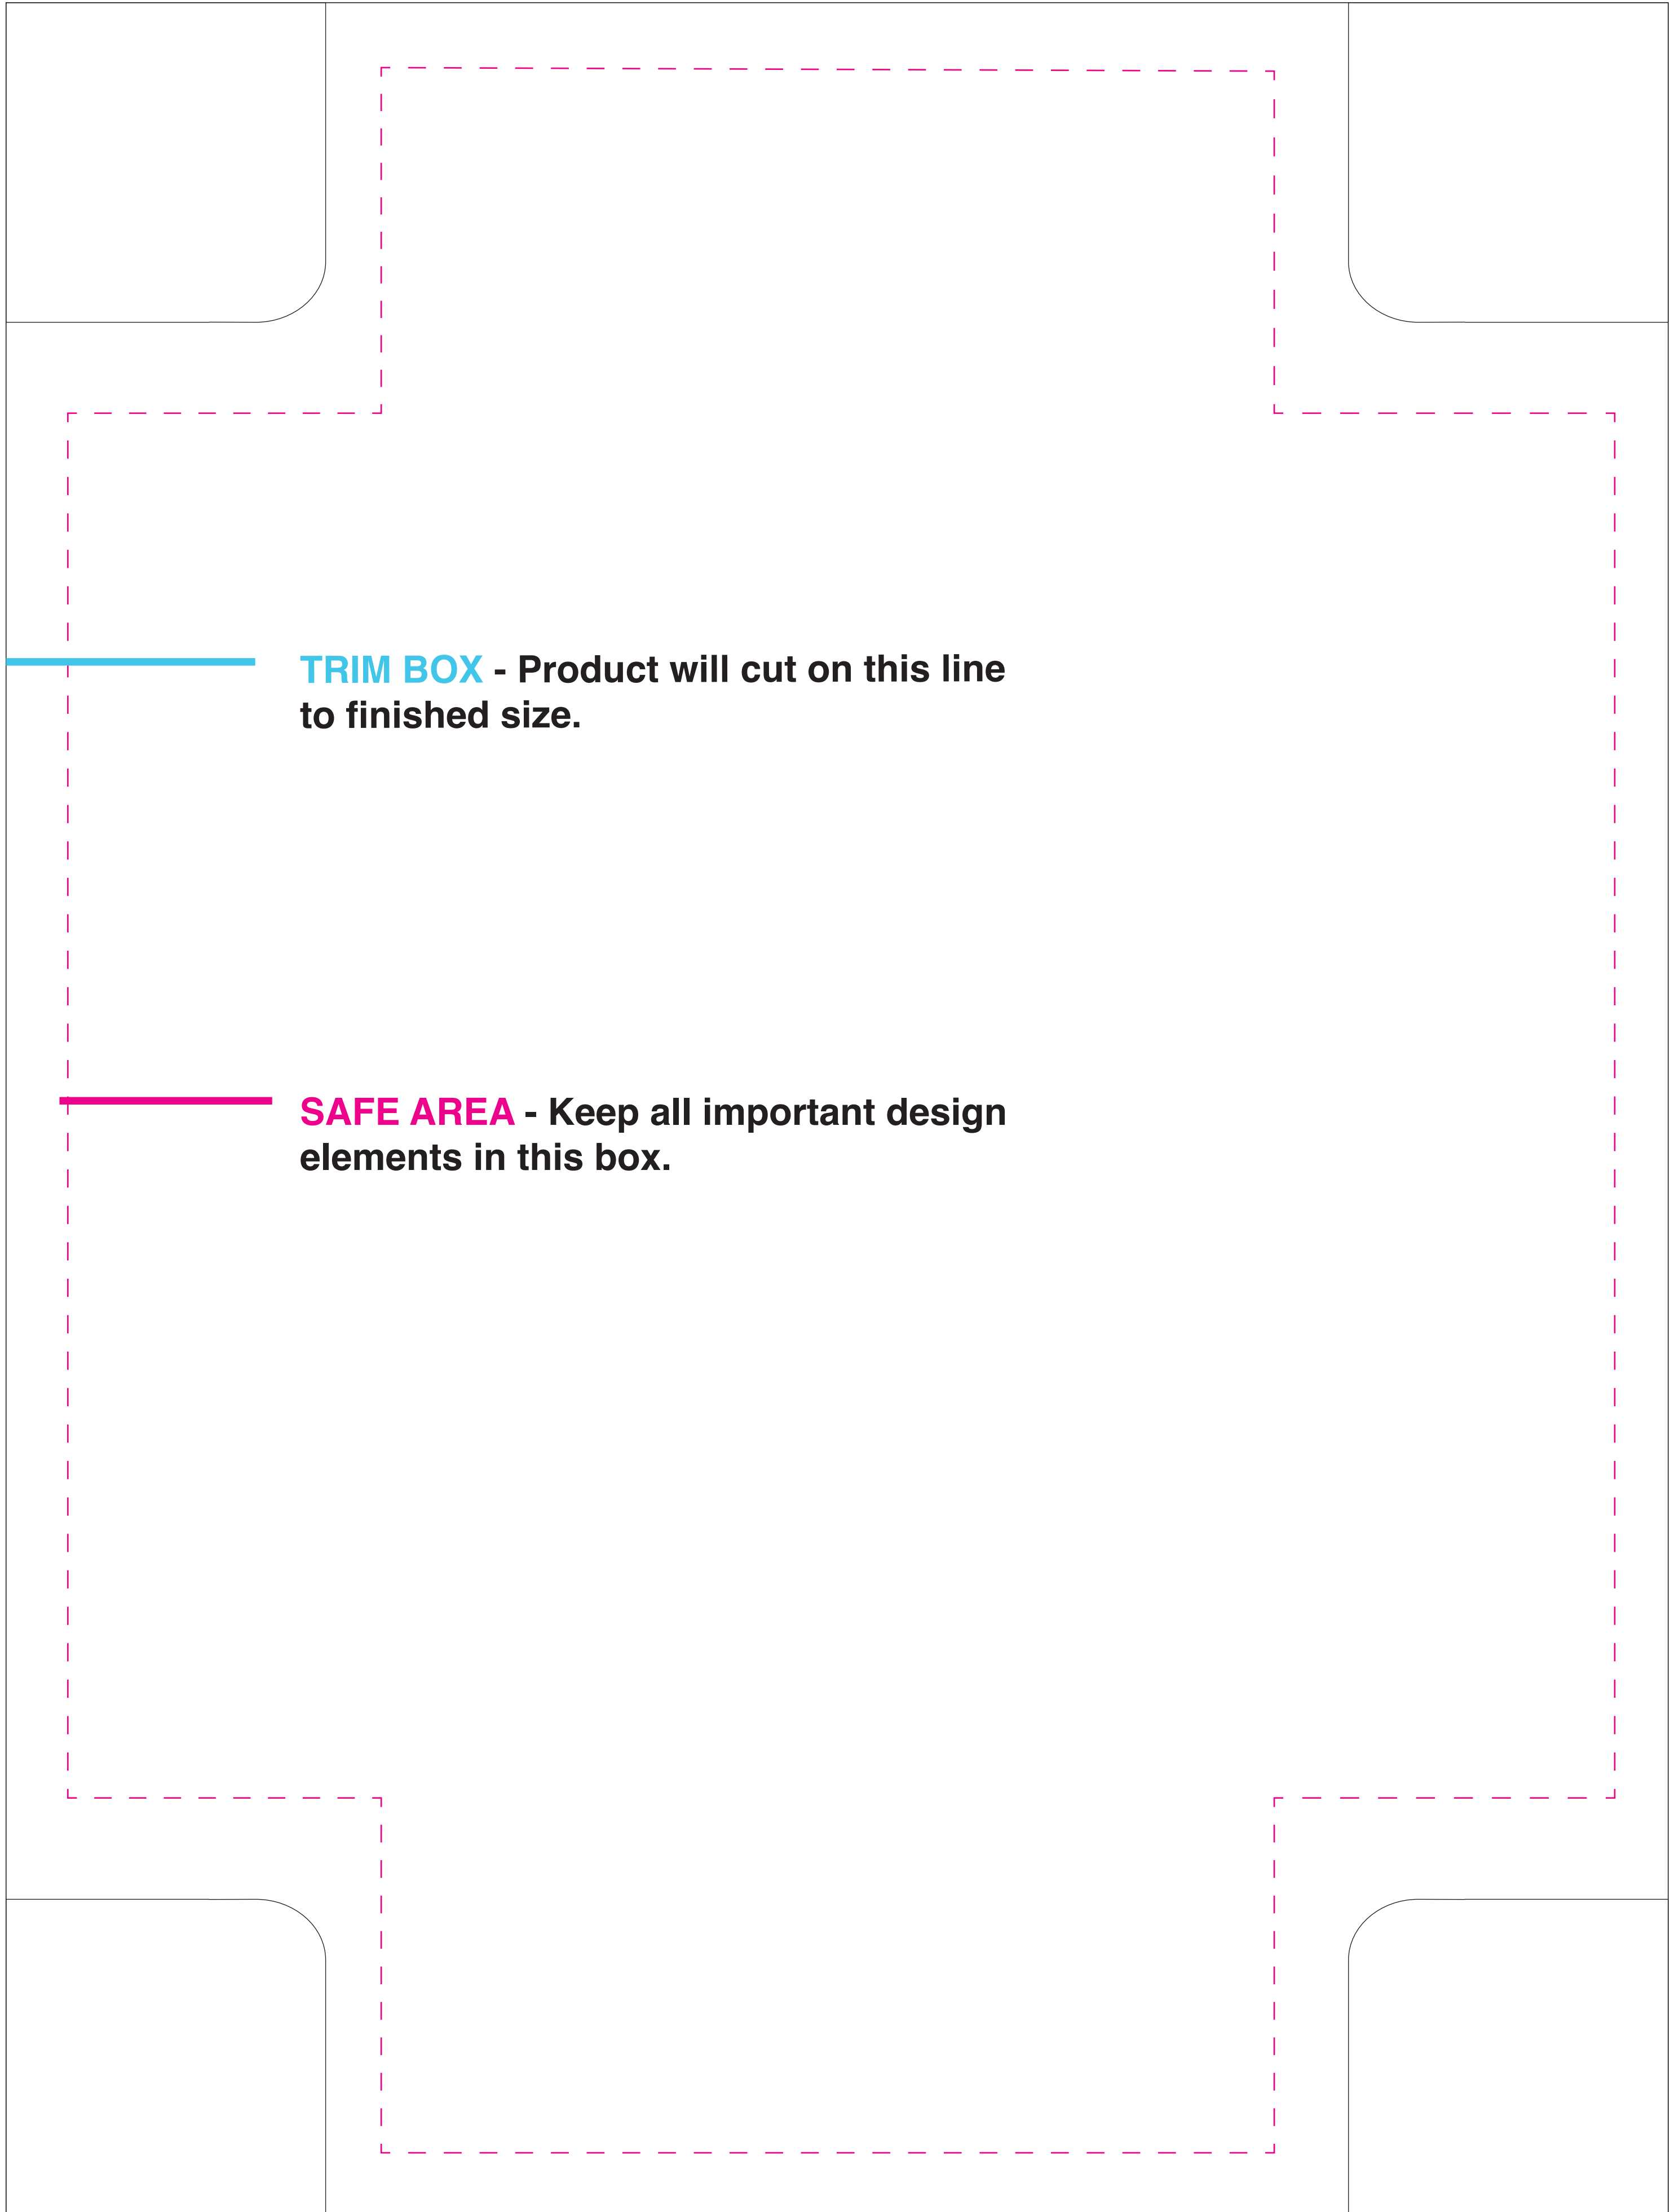 TRIM BOX - Product will cut on this line
to finished size.
SAFE AREA - Keep all important design
elements in this box.